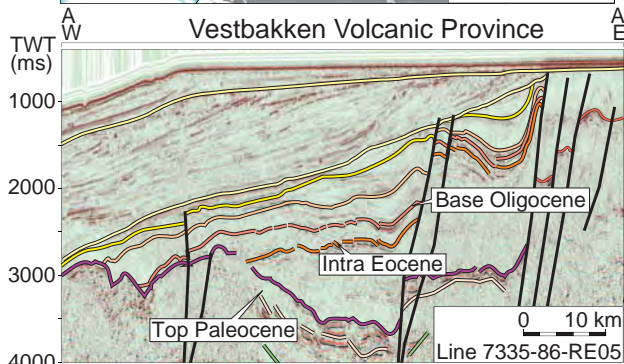 A
W
Vestbakken Volcanic Province
A
E
TWT
(ms)
1000
2000
3000
4000
Base Oligocene
Intra Eocene
Top Paleocene
0 10 km
Line 7335-86-RE05